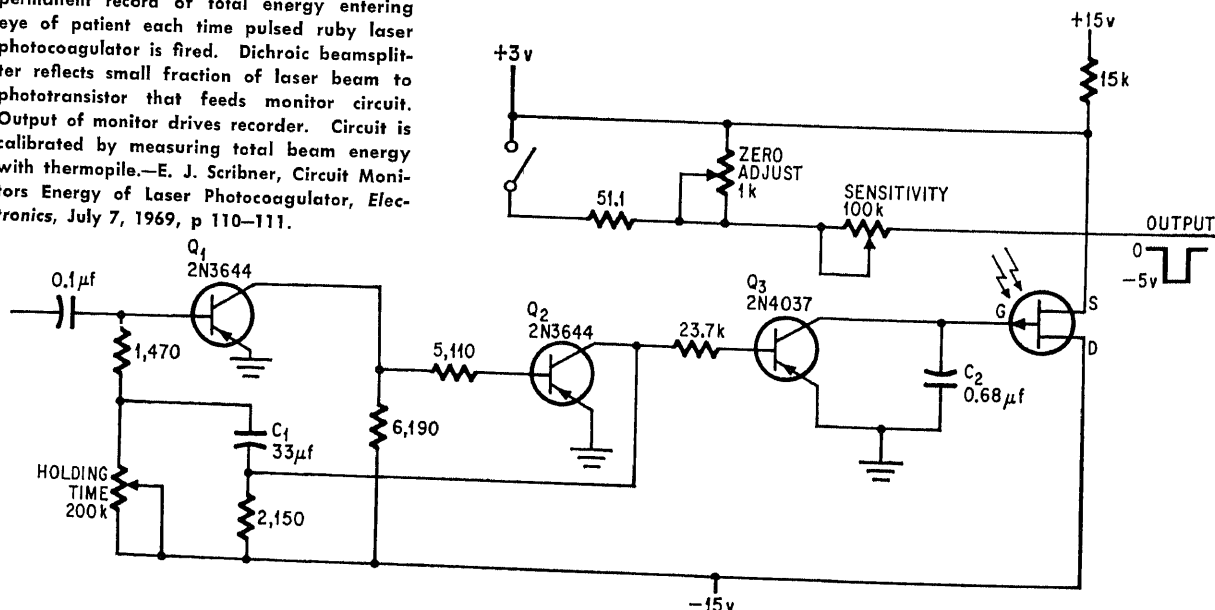 permanent record of total energy entering
eye of patient each time pulsed ruby laser
photocoagulator is fired. Dichroic beamsplit-
ter reflects small fraction of laser beam to
phototransistor that feeds monitor circuit.
Output of monitor drives recorder. Circuit is
calibrated by measuring total beam energy
with thermopile.—E. J. Scribner, Circuit Moni-
tors Energy of Laser Photocoagulator, Elec-
tronics, July 7, 1969, p 110–111.
+3v
+15v
15k
ZERO
ADJUST
1k
51.1
SENSITIVITY
100k
OUTPUT
0
-5v
Q1
2N3644
0.1µf
1,470
Q2
2N3644
5,110
Q3
2N4037
23.7k
G
S
D
C2
0.68µf
6,190
C1
33µf
HOLDING
TIME
200k
2,150
-15v